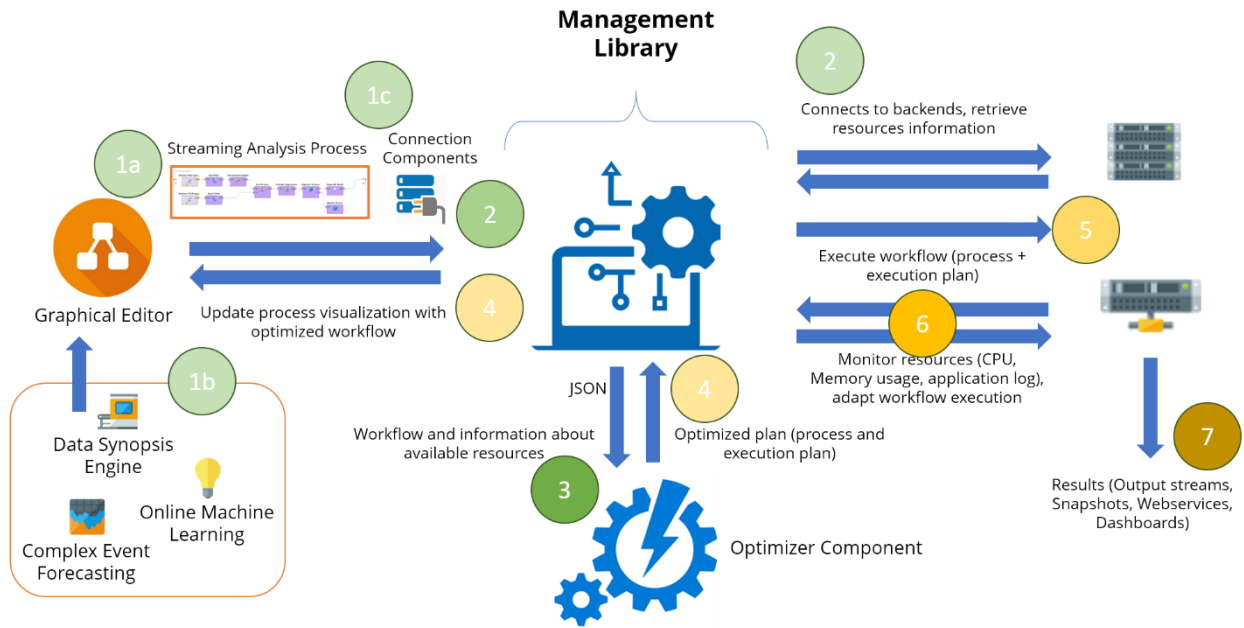 Management
Library
2
1c
Connects to backends, retrieve
resources information
1a
Streaming Analysis Process
Connection
Components
2
5
Execute workflow (process +
execution plan)
Graphical Editor
Update process visualization with
optimized workflow
4
6
Monitor resources (CPU,
Memory usage, application log),
adapt workflow execution
1b
JSON
4
Data Synopsis
Engine
Workflow and information about
available resources
Optimized plan (process and
execution plan)
7
3
Online Machine
Learning
Results (Output streams,
Snapshots, Webservices,
Dashboards)
Complex Event
Forecasting
Optimizer Component